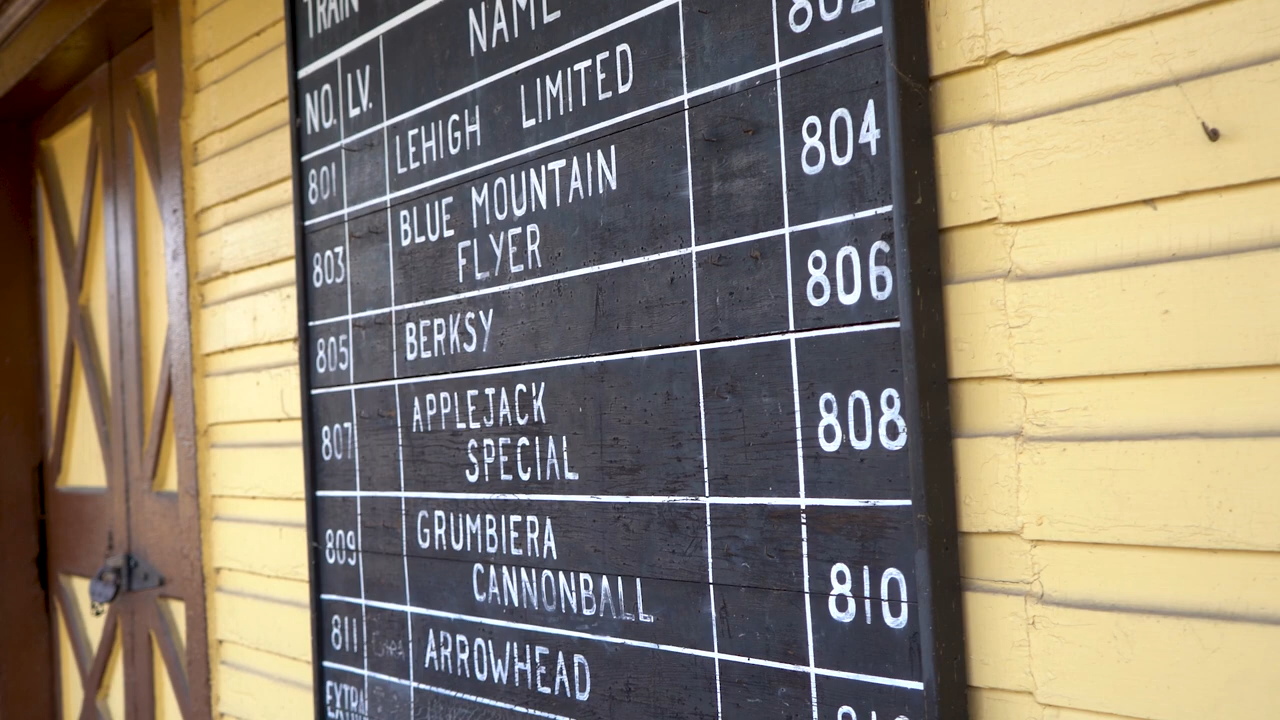 TRAIN NAME
NO. LV. 802
801 LEHIGH LIMITED
803 BLUE MOUNTAIN 804
FLYER
805 BERKSY 806
807 APPLEJACK 808
SPECIAL
809 GRUMBIERA 810
CANNONBALL
811 ARROWHEAD
EXTRA